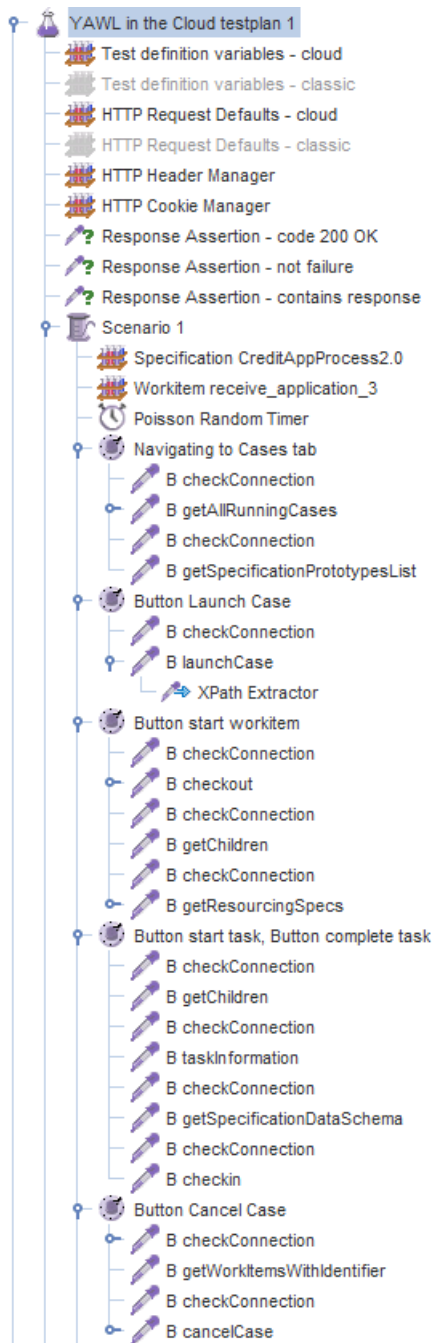 YAWL in the Cloud testplan 1
Test definition variables - cloud
Test definition variables - classic
HTTP Request Defaults - cloud
HTTP Request Defaults - classic
HTTP Header Manager
HTTP Cookie Manager
Response Assertion - code 200 OK
Response Assertion - not failure
Response Assertion - contains response
Scenario 1
Specification CreditAppProcess2.0
Workitem receive_application_3
Poisson Random Timer
Navigating to Cases tab
B checkConnection
B getAllRunningCases
B checkConnection
B getSpecificationPrototypesList
Button Launch Case
B checkConnection
B launchCase
XPath Extractor
Button start workitem
B checkConnection
B checkout
B checkConnection
B getChildren
B checkConnection
B getResourcingSpecs
Button start task, Button complete task
B checkConnection
B getChildren
B checkConnection
B taskInformation
B checkConnection
B getSpecificationDataSchema
B checkConnection
B checkin
Button Cancel Case
B checkConnection
B getWorkItemsWithIdentifier
B checkConnection
B cancelCase